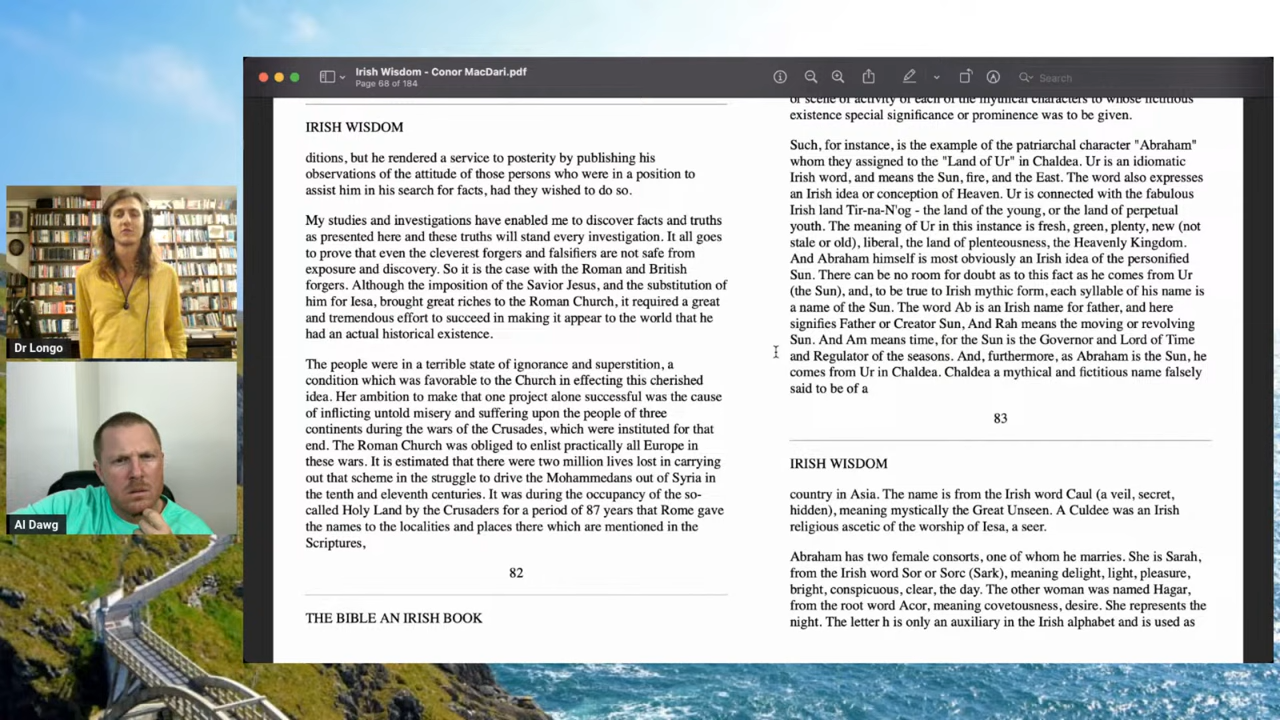 Irish Wisdom - Conor MacDari.pdf
Page 68 of 184
Search
IRISH WISDOM
ditions, but he rendered a service to posterity by publishing his
observations of the attitude of those persons who were in a position to
assist him in his search for facts, had they wished to do so.
My studies and investigations have enabled me to discover facts and truths
as presented here and these truths will stand every investigation. It all goes
to prove that even the cleverest forgers and falsifiers are not safe from
exposure and discovery. So it is the case with the Roman and British
forgers. Although the imposition of the Savior Jesus, and the substitution of
him for Iesa, brought great riches to the Roman Church, it required a great
and tremendous effort to succeed in making it appear to the world that he
had an actual historical existence.
The people were in a terrible state of ignorance and superstition, a
condition which was favorable to the Church in effecting this cherished
idea. Her ambition to make that one project alone successful was the cause
of inflicting untold misery and suffering upon the people of three
continents during the wars of the Crusades, which were instituted for that
end. The Roman Church was obliged to enlist practically all Europe in
these wars. It is estimated that there were two million lives lost in carrying
out that scheme in the struggle to drive the Mohammedans out of Syria in
the tenth and eleventh centuries. It was during the occupancy of the so-
called Holy Land by the Crusaders for a period of 87 years that Rome gave
the names to the localities and places there which are mentioned in the
Scriptures,
82
THE BIBLE AN IRISH BOOK
or scene of activity of each of the mythical characters to whose fictitious
existence special significance or prominence was to be given.
Such, for instance, is the example of the patriarchal character "Abraham"
whom they assigned to the "Land of Ur" in Chaldea. Ur is an idiomatic
Irish word, and means the Sun, fire, and the East. The word also expresses
an Irish idea or conception of Heaven. Ur is connected with the fabulous
Irish land Tir-na-N'og - the land of the young, or the land of perpetual
youth. The meaning of Ur in this instance is fresh, green, plenty, new (not
stale or old), liberal, the land of plenteousness, the Heavenly Kingdom.
And Abraham himself is most obviously an Irish idea of the personified
Sun. There can be no room for doubt as to this fact as he comes from Ur
(the Sun), and, to be true to Irish mythic form, each syllable of his name is
a name of the Sun. The word Ab is an Irish name for father, and here
signifies Father or Creator Sun, And Rah means the moving or revolving
Sun. And Am means time, for the Sun is the Governor and Lord of Time
and Regulator of the seasons. And, furthermore, as Abraham is the Sun, he
comes from Ur in Chaldea. Chaldea a mythical and fictitious name falsely
said to be of a
83
IRISH WISDOM
country in Asia. The name is from the Irish word Caul (a veil, secret,
hidden), meaning mystically the Great Unseen. A Culdee was an Irish
religious ascetic of the worship of Iesa, a seer.
Abraham has two female consorts, one of whom he marries. She is Sarah,
from the Irish word Sor or Sorc (Sark), meaning delight, light, pleasure,
bright, conspicuous, clear, the day. The other woman was named Hagar,
from the root word Acor, meaning covetousness, desire. She represents the
night. The letter h is only an auxiliary in the Irish alphabet and is used as
Dr Longo
Al Dawg